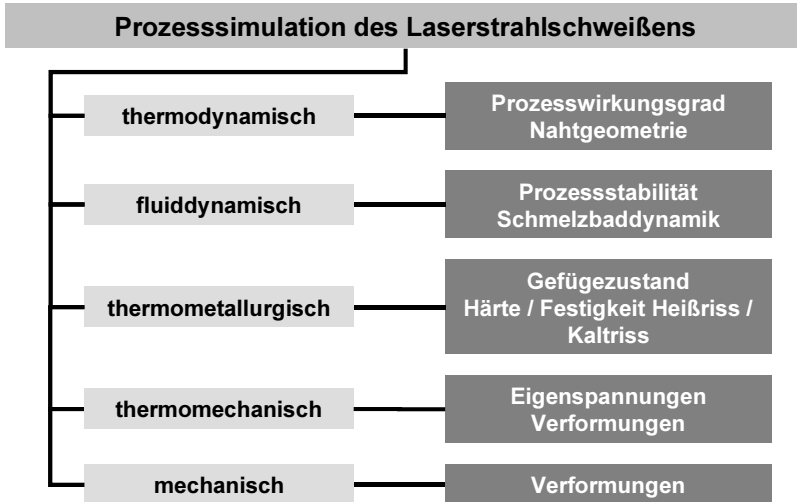 Prozesssimulation des Laserstrahlschweißens
thermodynamisch
Prozesswirkungsgrad
Nahtgeometrie
fluiddynamisch
Prozessstabilität
Schmelzbaddynamik
thermometallurgisch
Gefügezustand
Härte / Festigkeit Heißriss /
Kaltriss
thermomechanisch
Eigenspannungen
Verformungen
mechanisch
Verformungen